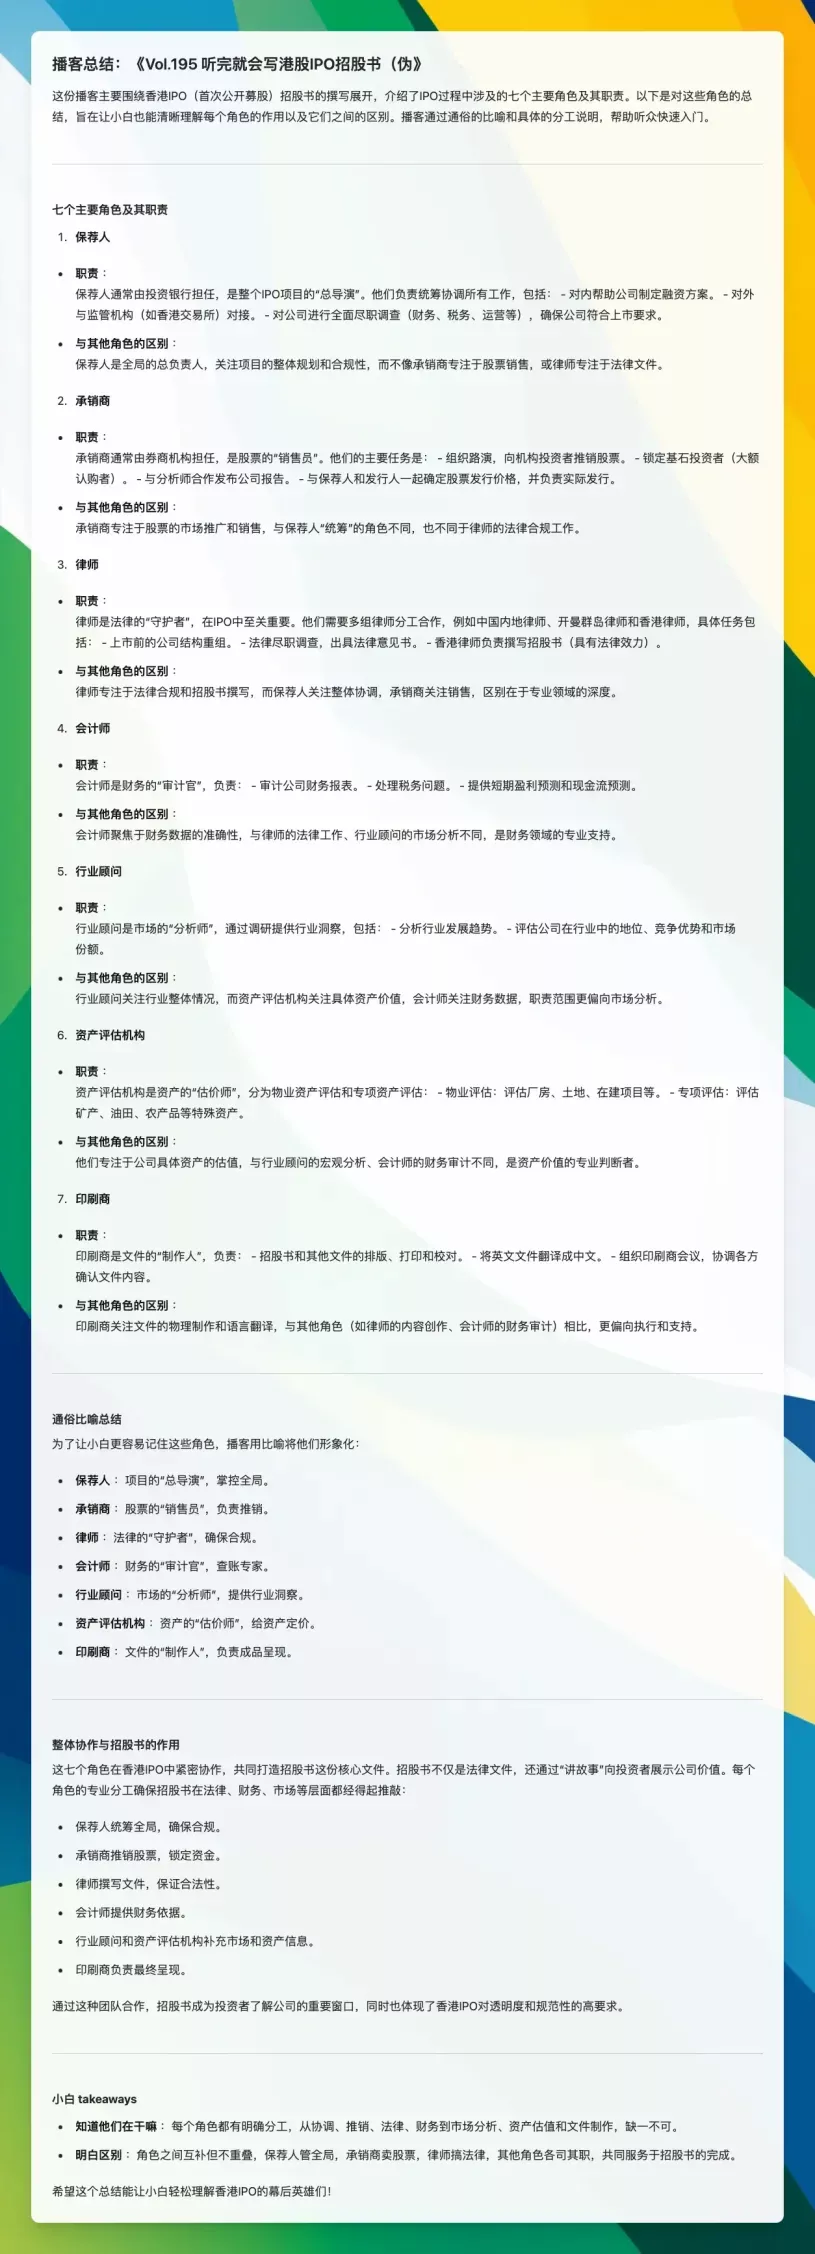 播客总结：《Vol.195 听完就会写港股IPO招股书（伪》
这份播客主要围绕香港IPO（首次公开募股）招股书的撰写展开，介绍了IPO过程中涉及的七个主要角色及其职责。以下是对这些角色的总
结，旨在让小白也能清晰理解每个角色的作用以及它们之间的区别。播客通过通俗的比喻和具体的分工说明，帮助听众快速入门。
七个主要角色及其职责
1. 保荐人
• 职责：
保荐人通常由投资银行担任，是整个IPO项目的“总导演”。他们负责统筹协调所有工作，包括： - 对内帮助公司制定融资方案。 - 对外
与监管机构（如香港交易所）对接。 - 对公司进行全面尽职调查（财务、税务、运营等），确保公司符合上市要求。
• 与其他角色的区别：
保荐人是全局的总负责人，关注项目的整体规划和合规性，而不像承销商专注于股票销售，或律师专注于法律文件。
2. 承销商
• 职责：
承销商通常由券商机构担任，是股票的“销售员”。他们的主要任务是： - 组织路演，向机构投资者推销股票。 - 锁定基石投资者（大额
认购者）。 - 与分析师合作发布公司报告。 - 与保荐人和发行人一起确定股票发行价格，并负责实际发行。
• 与其他角色的区别：
承销商专注于股票的市场推广和销售，与保荐人“统筹”的角色不同，也不同于律师的法律合规工作。
3. 律师
• 职责：
律师是法律的“守护者”，在IPO中至关重要。他们需要多组律师分工合作，例如中国内地律师、开曼群岛律师和香港律师，具体任务包
括： - 上市前的公司结构重组。 - 法律尽职调查，出具法律意见书。 - 香港律师负责撰写招股书（具有法律效力）。
• 与其他角色的区别：
律师专注于法律合规和招股书撰写，而保荐人关注整体协调，承销商关注销售，区别在于专业领域的深度。
4. 会计师
• 职责：
会计师是财务的“审计官”，负责： - 审计公司财务报表。 - 处理税务问题。 - 提供短期盈利预测和现金流预测。
• 与其他角色的区别：
会计师聚焦于财务数据的准确性，与律师的法律工作、行业顾问的市场分析不同，是财务领域的专业支持。
5. 行业顾问
• 职责：
行业顾问是市场的“分析师”，通过调研提供行业洞察，包括： - 分析行业发展趋势。 - 评估公司在行业中的地位、竞争优势和市场
份额。
• 与其他角色的区别：
行业顾问关注行业整体情况，而资产评估机构关注具体资产价值，会计师关注财务数据，职责范围更偏向市场分析。
6. 资产评估机构
• 职责：
资产评估机构是资产的“估价师”，分为物业资产评估和专项资产评估： - 物业评估：评估厂房、土地、在建项目等。 - 专项评估：评估
矿产、油田、农产品等特殊资产。
• 与其他角色的区别：
他们专注于公司具体资产的估值，与行业顾问的宏观分析、会计师的财务审计不同，是资产价值的专业判断者。
7. 印刷商
• 职责：
印刷商是文件的“制作人”，负责： - 招股书和其他文件的排版、打印和校对。 - 将英文文件翻译成中文。 - 组织印刷商会议，协调各方
确认文件内容。
• 与其他角色的区别：
印刷商关注文件的物理制作和语言翻译，与其他角色（如律师的内容创作、会计师的财务审计）相比，更偏向执行和支持。
通俗比喻总结
为了让小白更容易记住这些角色，播客用比喻将他们形象化：
• 保荐人：项目的“总导演”，掌控全局。
• 承销商：股票的“销售员”，负责推销。
• 律师：法律的“守护者”，确保合规。
• 会计师：财务的“审计官”，查账专家。
• 行业顾问：市场的“分析师”，提供行业洞察。
• 资产评估机构：资产的“估价师”，给资产定价。
• 印刷商：文件的“制作人”，负责成品呈现。
整体协作与招股书的作用
这七个角色在香港IPO中紧密协作，共同打造招股书这份核心文件。招股书不仅是法律文件，还通过“讲故事”向投资者展示公司价值。每个
角色的专业分工确保招股书在法律、财务、市场等层面都经得起推敲：
• 保荐人统筹全局，确保合规。
• 承销商推销股票，锁定资金。
• 律师撰写文件，保证合法性。
• 会计师提供财务依据。
• 行业顾问和资产评估机构补充市场和资产信息。
• 印刷商负责最终呈现。
通过这种团队合作，招股书成为投资者了解公司的重要窗口，同时也体现了香港IPO对透明度和规范性的高要求。
小白 takeaways
• 知道他们在干嘛：每个角色都有明确分工，从协调、推销、法律、财务到市场分析、资产估值和文件制作，缺一不可。
• 明白区别：角色之间互补但不重叠，保荐人管全局，承销商卖股票，律师搞法律，其他角色各司其职，共同服务于招股书的完成。
希望这个总结能让小白轻松理解香港IPO的幕后英雄们！